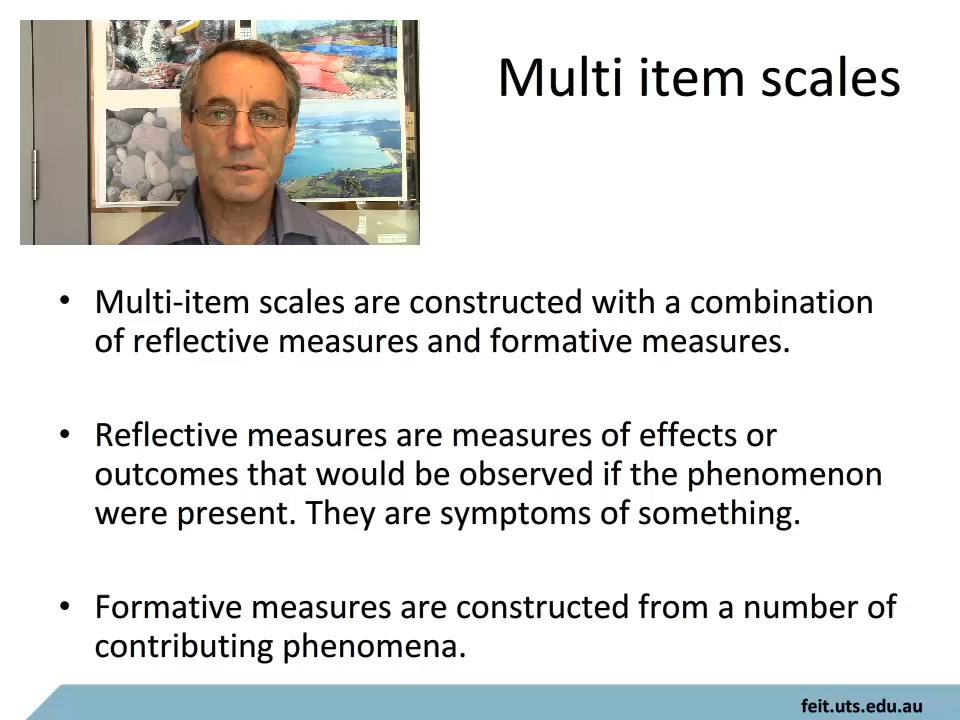 Multi item scales
• Multi-item scales are constructed with a combination
of reflective measures and formative measures.
• Reflective measures are measures of effects or
outcomes that would be observed if the phenomenon
were present. They are symptoms of something.
• Formative measures are constructed from a number of
contributing phenomena.
feit.uts.edu.au